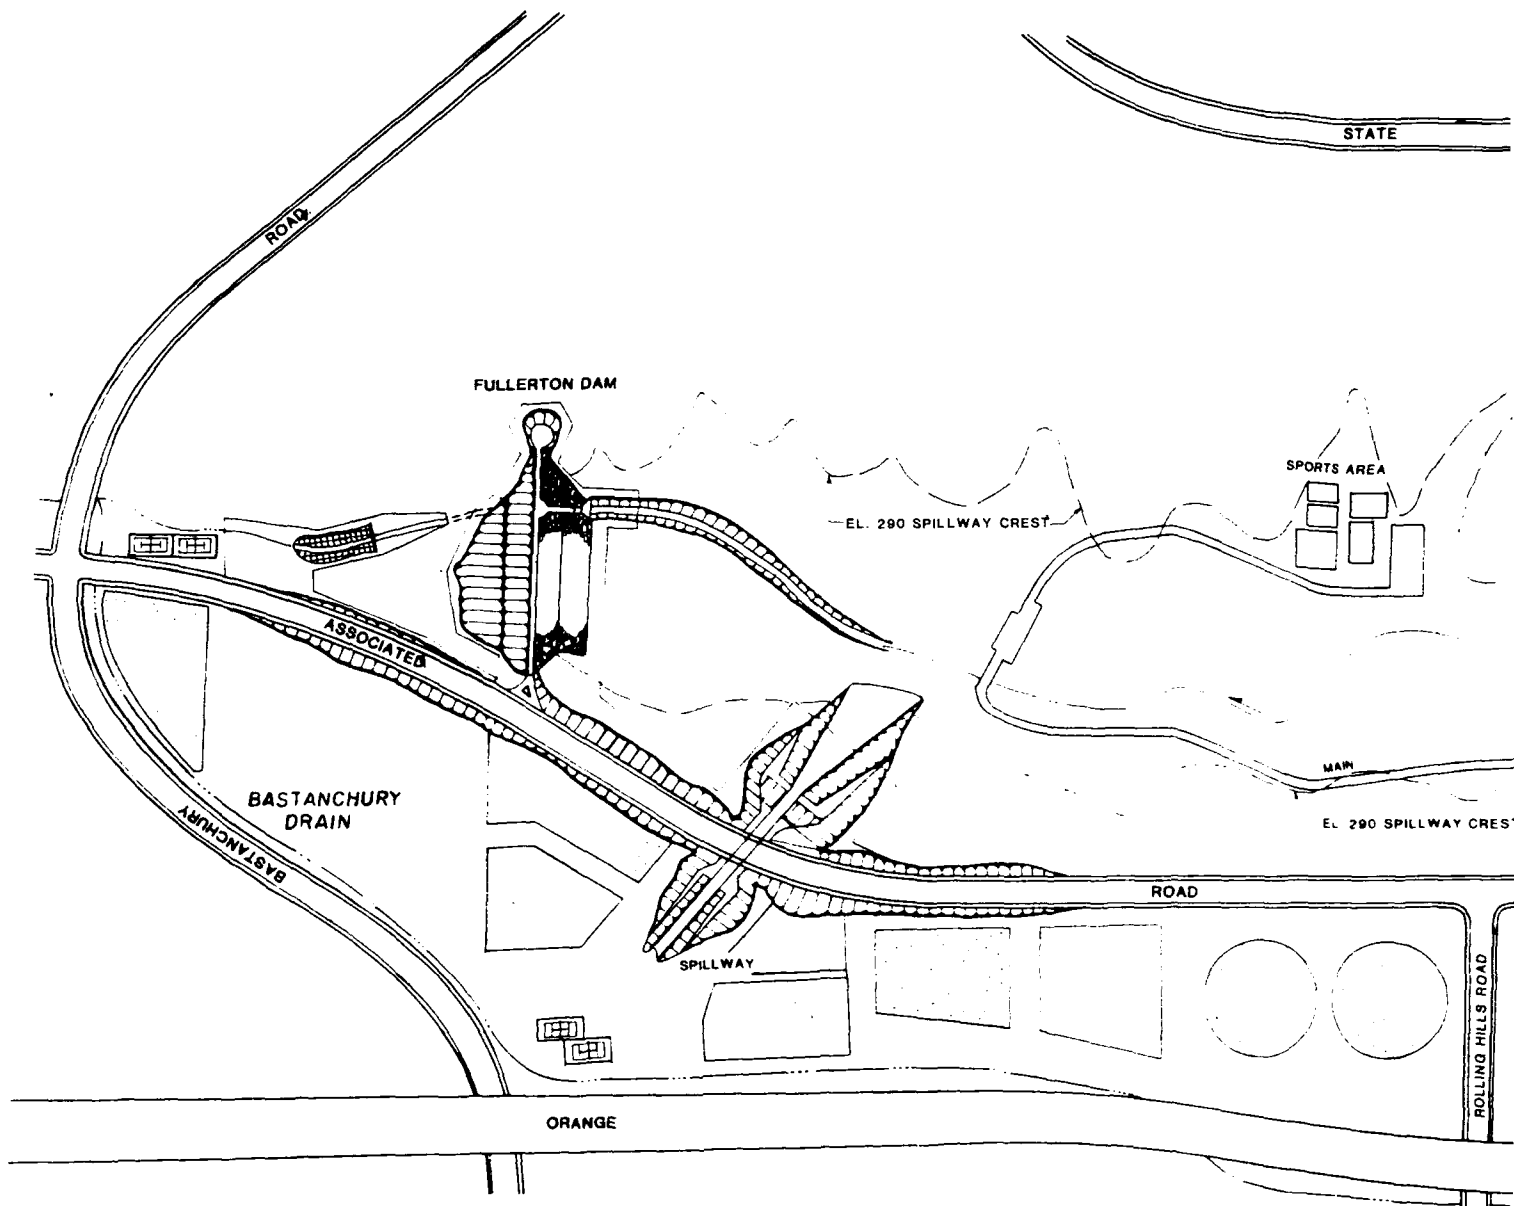 STATE
ROAD
FULLERTON DAM
SPORTS AREA
EL. 290 SPILLWAY CREST
ASSOCIATED
MAIN
BASTANCHURY
DRAIN
BASTANCHURY
EL 290 SPILLWAY CREST
ROAD
SPILLWAY
ROLLING HILLS ROAD
ORANGE